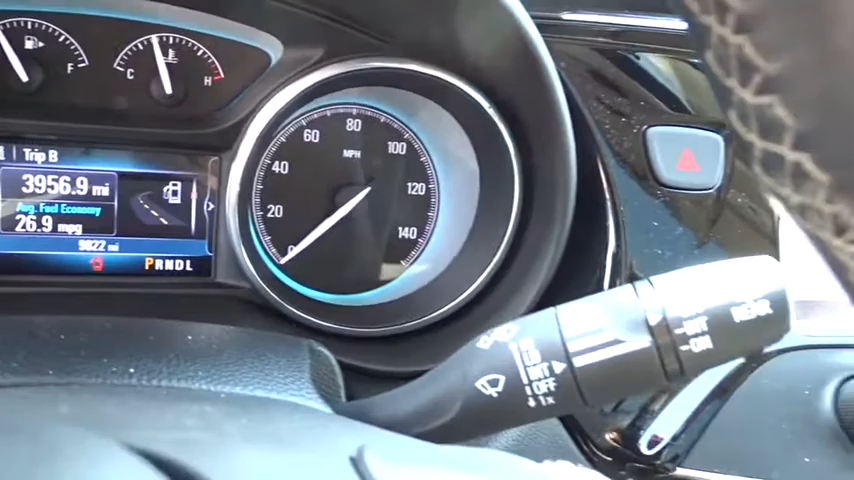 F
C
H
MPH
0
20
40
60
80
100
120
140
Trip B
3915.9 mi
Avg. Fuel Economy
26.9 mpg
9822 mi
PRNDL
HI
LO
INT
OFF
1x
INT
ON
REAR